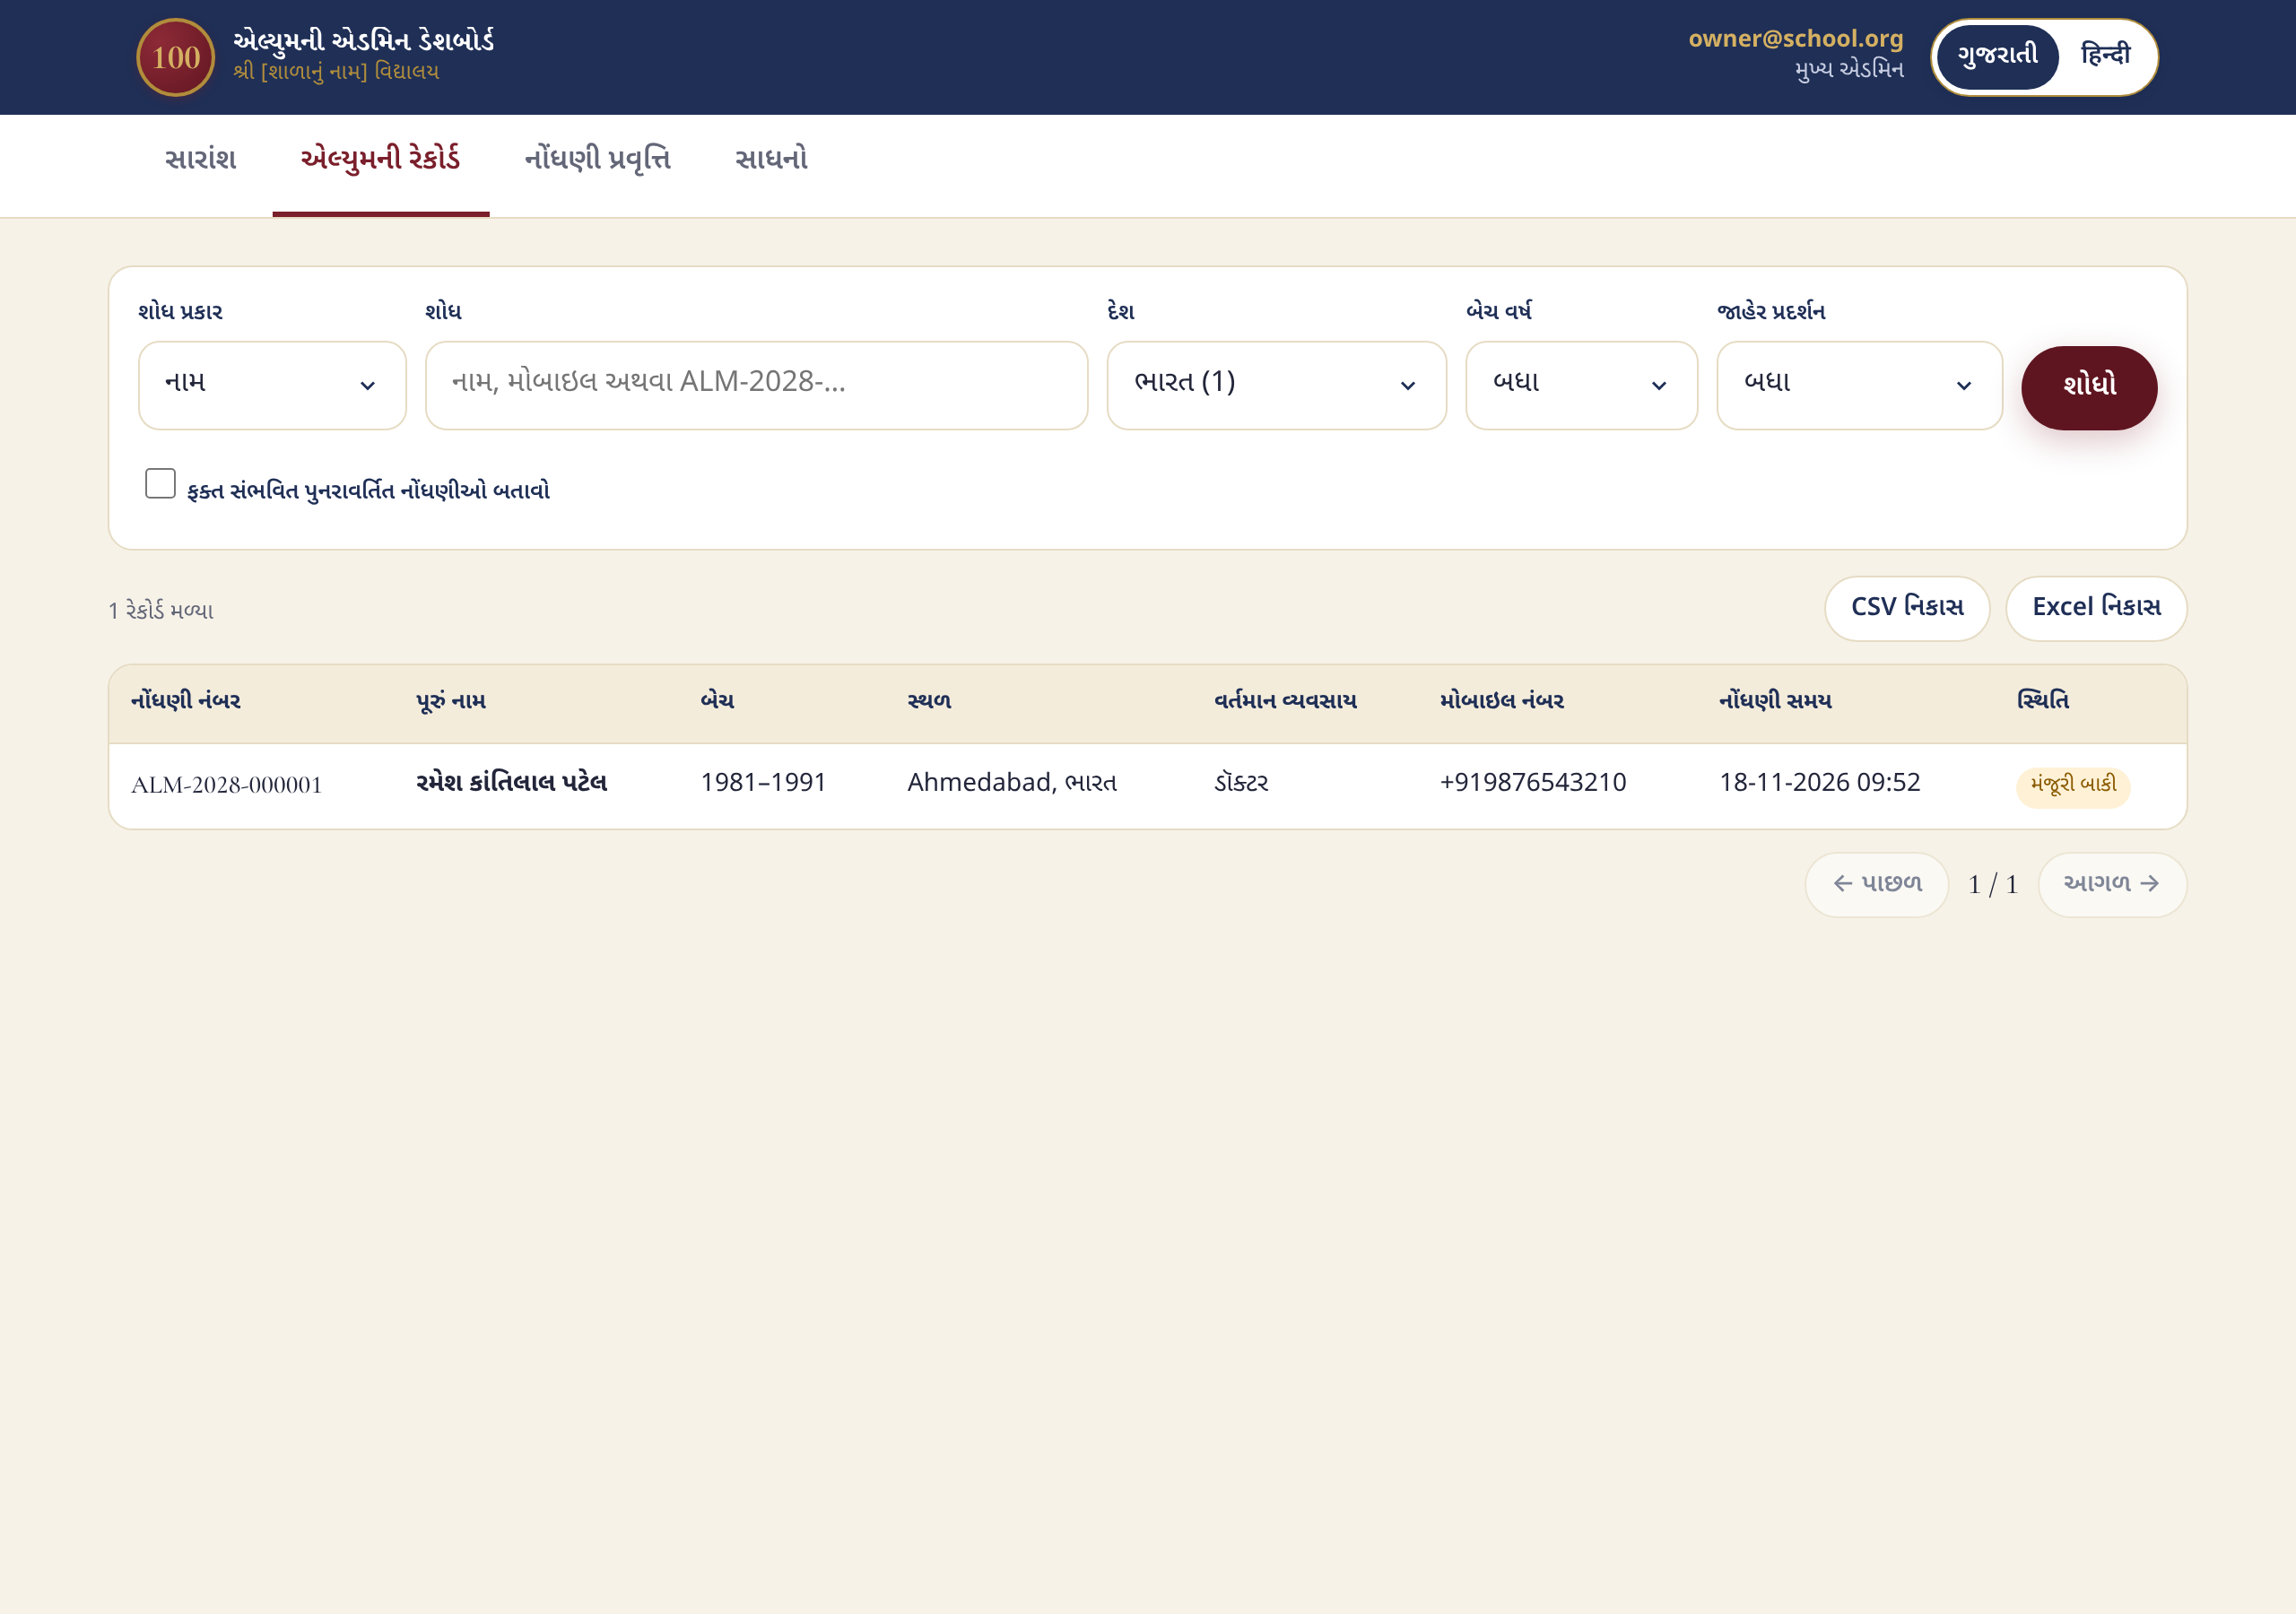 100
એલ્યુમની એડમિન ડેશબોર્ડ
શ્રી [શાળાનું નામ] વિદ્યાલય
owner@school.org
મુખ્ય એડમિન
ગુજરાતી हिन्दी
સારાંશ એલ્યુમની રેકોર્ડ નોંધણી પ્રવૃત્તિ સાધનો
શોધ પ્રકાર શોધ દેશ બેચ વર્ષ જાહેર પ્રદર્શન
નામ નામ, મોબાઇલ અથવા ALM-2028-... ભારત (1) બધા બધા શોધો
ફક્ત સંભવિત પુનરાવર્તિત નોંધણીઓ બતાવો
1 રેકોર્ડ મળ્યા CSV નિકાસ Excel નિકાસ
નોંધણી નંબર પૂરું નામ બેચ સ્થળ વર્તમાન વ્યવસાય મોબાઇલ નંબર નોંધણી સમય સ્થિતિ
ALM-2028-000001 રમેશ કાંતિલાલ પટેલ 1981–1991 Ahmedabad, ભારત ડૉક્ટર +919876543210 18-11-2026 09:52 મંજૂરી બાકી
← પાછળ 1 / 1 આગળ →